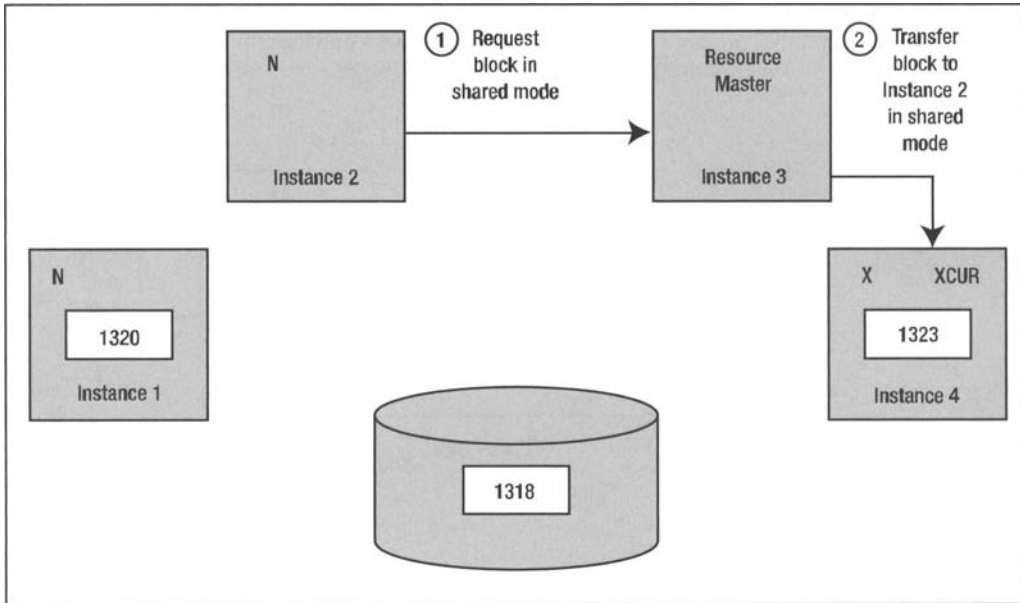 N
Instance 2
1 Request
block in
shared mode
Resource
Master
Instance 3
2 Transfer
block to
Instance 2
in shared
mode
N
1320
Instance 1
X XCUR
1323
Instance 4
1318